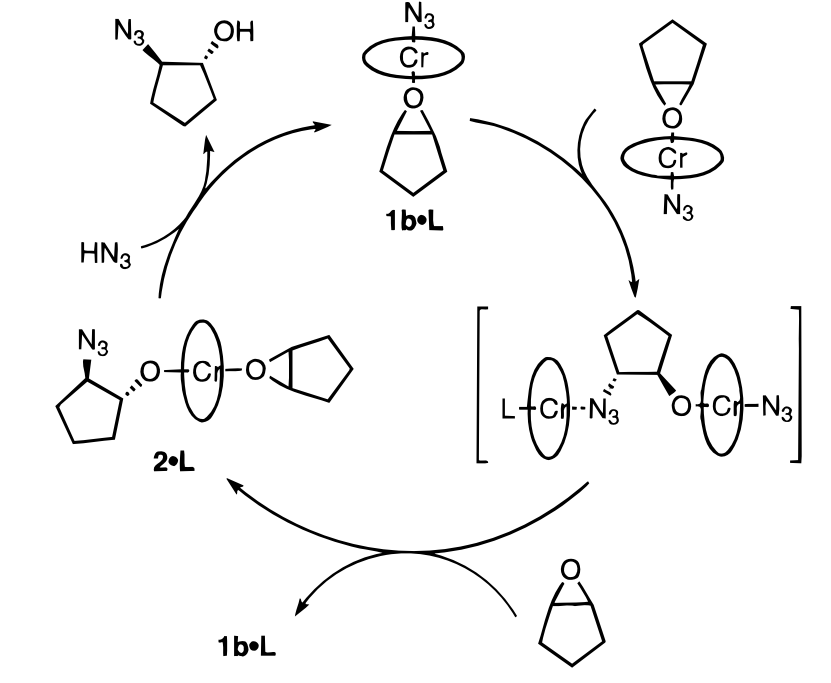 N₃ OH
N₃
Cr
O
1b•L
O
Cr
N₃
HN₃
N₃
O Cr O
2•L
L Cr N₃ O Cr N₃
O
1b•L